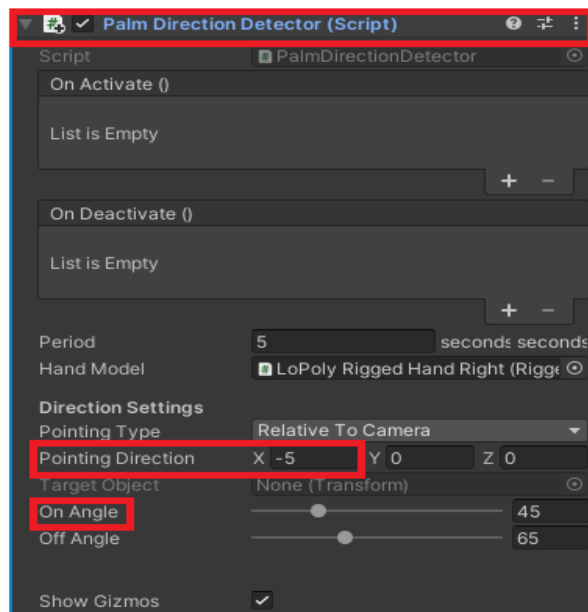 Palm Direction Detector (Script)
Script PalmDirectionDetector
On Activate ()
List is Empty
+ −
On Deactivate ()
List is Empty
+ −
Period 5 seconds seconds
Hand Model LoPoly Rigged Hand Right (Rigge
Direction Settings
Pointing Type Relative To Camera
Pointing Direction X -5 Y 0 Z 0
Target Object None (Transform)
On Angle 45
Off Angle 65
Show Gizmos